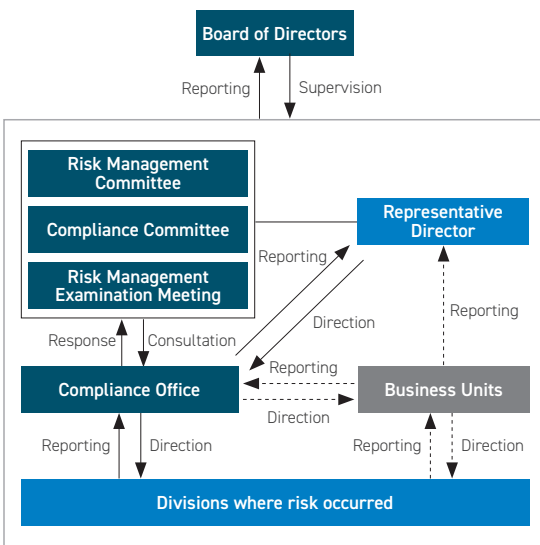 Board of Directors
Reporting
Supervision
Risk Management
Committee
Compliance Committee
Risk Management
Examination Meeting
Representative
Director
Reporting
Direction
Reporting
Response
Consultation
Reporting
Direction
Compliance Office
Business Units
Reporting
Direction
Reporting
Direction
Divisions where risk occurred